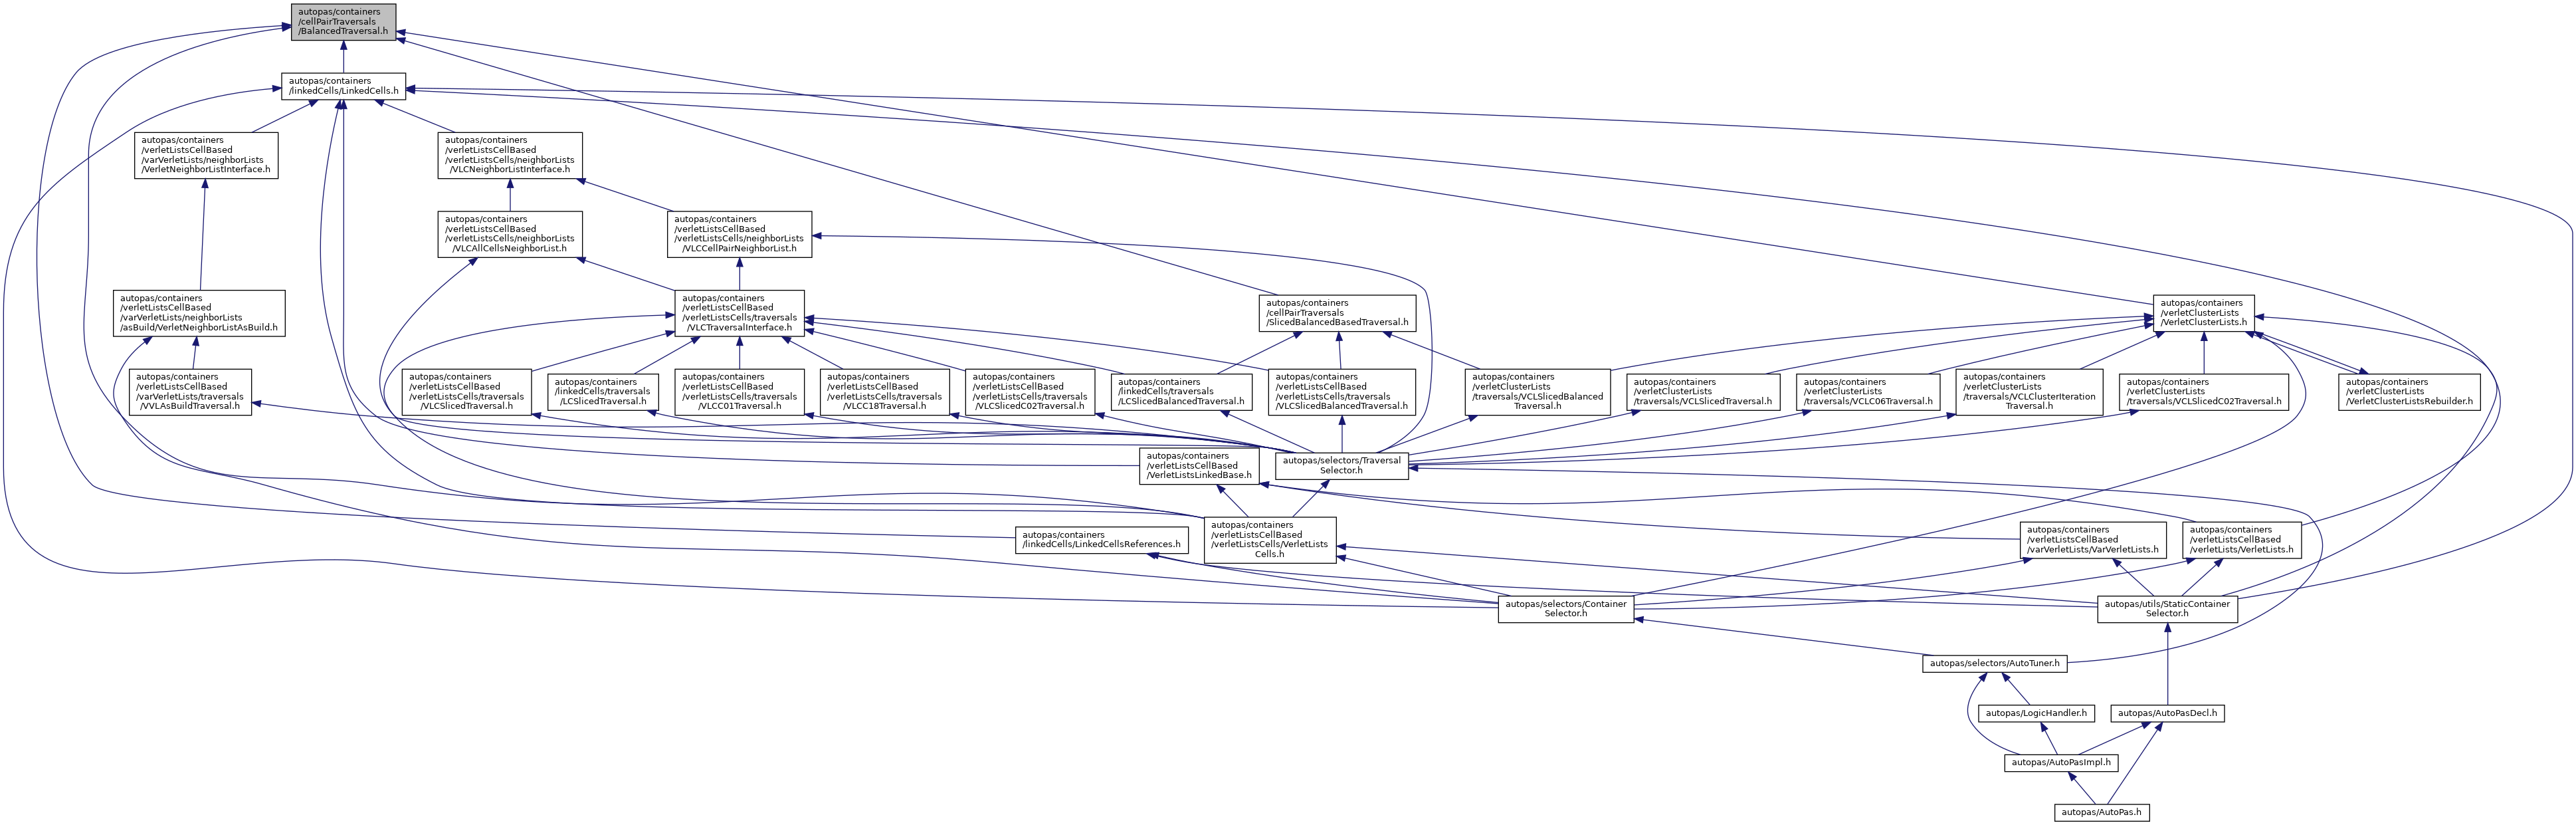 autopas/containers
/cellPairTraversals
/BalancedTraversal.h
autopas/containers
/linkedCells/LinkedCells.h
autopas/containers
/verletListsCellBased
/varVerletLists/neighborLists
/VerletNeighborListInterface.h
autopas/containers
/verletListsCellBased
/verletListsCells/neighborLists
/VLCNeighborListInterface.h
autopas/containers
/verletListsCellBased
/verletListsCells/neighborLists
/VLCAllCellsNeighborList.h
autopas/containers
/verletListsCellBased
/verletListsCells/neighborLists
/VLCCellPairNeighborList.h
autopas/containers
/verletListsCellBased
/varVerletLists/neighborLists
/asBuild/VerletNeighborListAsBuild.h
autopas/containers
/verletListsCellBased
/verletListsCells/traversals
/VLCTraversalInterface.h
autopas/containers
/cellPairTraversals
/SlicedBalancedBasedTraversal.h
autopas/containers
/verletClusterLists
/VerletClusterLists.h
autopas/containers
/verletListsCellBased
/varVerletLists/traversals
/VVLAsBuildTraversal.h
autopas/containers
/verletListsCellBased
/verletListsCells/traversals
/VLCSlicedTraversal.h
autopas/containers
/linkedCells/traversals
/LCSlicedTraversal.h
autopas/containers
/verletListsCellBased
/verletListsCells/traversals
/VLCC01Traversal.h
autopas/containers
/verletListsCellBased
/verletListsCells/traversals
/VLCC18Traversal.h
autopas/containers
/verletListsCellBased
/verletListsCells/traversals
/VLCSlicedC02Traversal.h
autopas/containers
/linkedCells/traversals
/LCSlicedBalancedTraversal.h
autopas/containers
/verletListsCellBased
/verletListsCells/traversals
/VLCSlicedBalancedTraversal.h
autopas/containers
/verletClusterLists
/traversals/VCLSlicedBalanced
Traversal.h
autopas/containers
/verletClusterLists
/traversals/VCLSlicedTraversal.h
autopas/containers
/verletClusterLists
/traversals/VCLC06Traversal.h
autopas/containers
/verletClusterLists
/traversals/VCLClusterIteration
Traversal.h
autopas/containers
/verletClusterLists
/traversals/VCLSlicedC02Traversal.h
autopas/containers
/verletClusterLists
/VerletClusterListsRebuilder.h
autopas/containers
/verletListsCellBased
/VerletListsLinkedBase.h
autopas/selectors/Traversal
Selector.h
autopas/containers
/linkedCells/LinkedCellsReferences.h
autopas/containers
/verletListsCellBased
/verletListsCells/VerletLists
Cells.h
autopas/containers
/verletListsCellBased
/varVerletLists/VarVerletLists.h
autopas/containers
/verletListsCellBased
/verletLists/VerletLists.h
autopas/selectors/Container
Selector.h
autopas/utils/StaticContainer
Selector.h
autopas/selectors/AutoTuner.h
autopas/LogicHandler.h
autopas/AutoPasDecl.h
autopas/AutoPasImpl.h
autopas/AutoPas.h